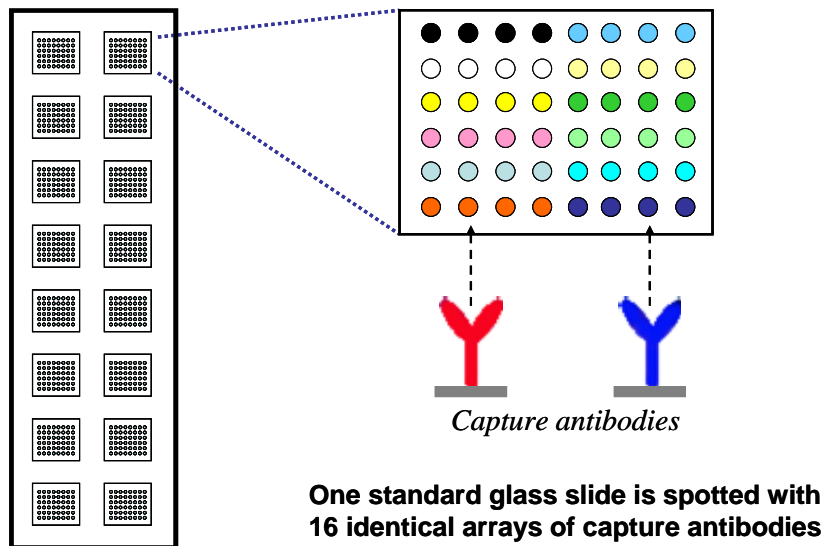 Capture antibodies
One standard glass slide is spotted with
16 identical arrays of capture antibodies